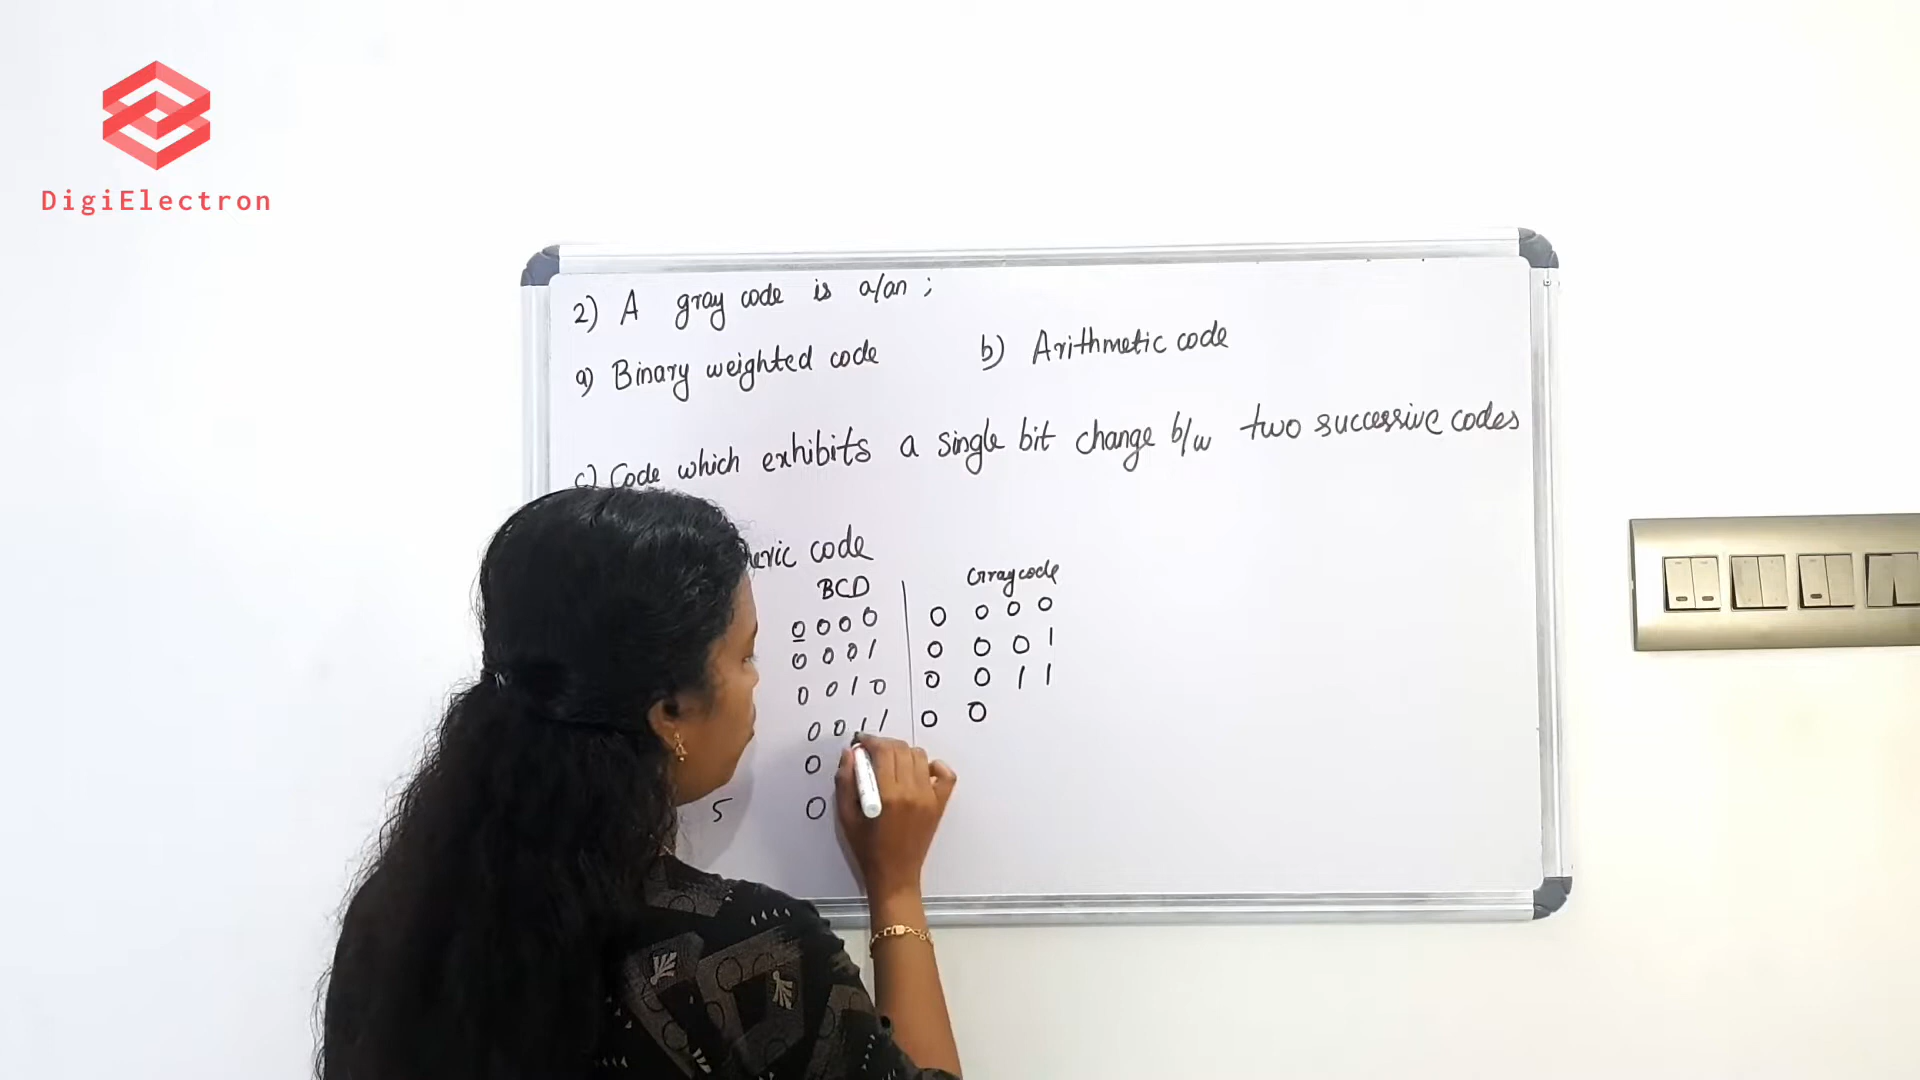 DigiElectron
2) A gray code is a/an ;
a) Binary weighted code b) Arithmetic code
c) Code which exhibits a single bit change b/w two successive codes
code
BCD Gray code
0 0 0 0 0 0 0 0
0 0 0 1 0 0 0 1
0 0 1 0 0 0 1 1
0 0 1 1 0 0
0
5 0